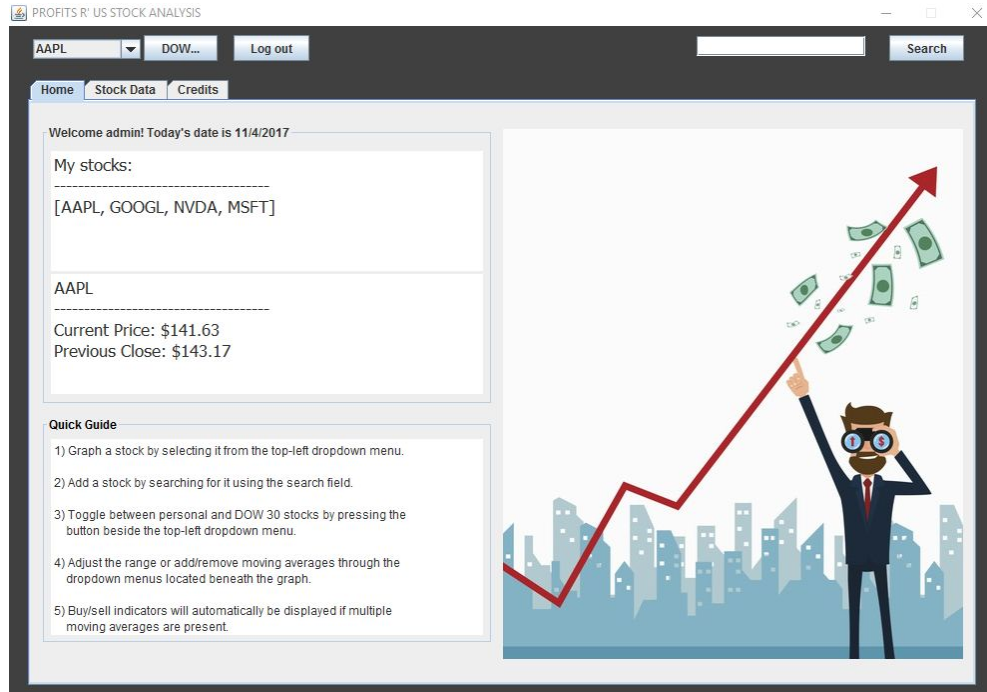 PROFITS R' US STOCK ANALYSIS
AAPL
DOW...
Log out
Search
Home
Stock Data
Credits
Welcome admin! Today's date is 11/4/2017
My stocks:
------------------------------------
[AAPL, GOOGL, NVDA, MSFT]
AAPL
------------------------------------
Current Price: $141.63
Previous Close: $143.17
Quick Guide
1) Graph a stock by selecting it from the top-left dropdown menu.
2) Add a stock by searching for it using the search field.
3) Toggle between personal and DOW 30 stocks by pressing the
button beside the top-left dropdown menu.
4) Adjust the range or add/remove moving averages through the
dropdown menus located beneath the graph.
5) Buy/sell indicators will automatically be displayed if multiple
moving averages are present.
$